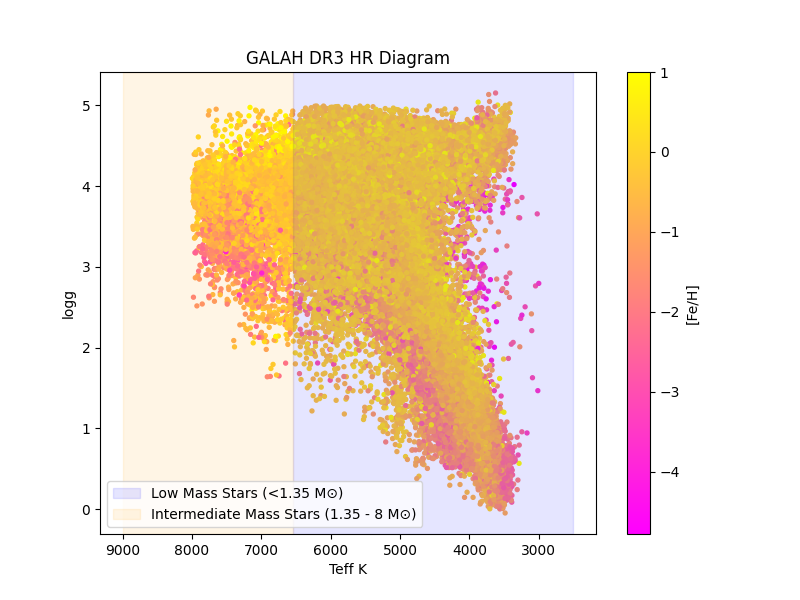 GALAH DR3 HR Diagram
logg
5
4
3
2
1
0
Low Mass Stars (<1.35 M⊙)
Intermediate Mass Stars (1.35 - 8 M⊙)
9000 8000 7000 6000 5000 4000 3000
Teff K
1
0
−1
−2
−3
−4
[Fe/H]